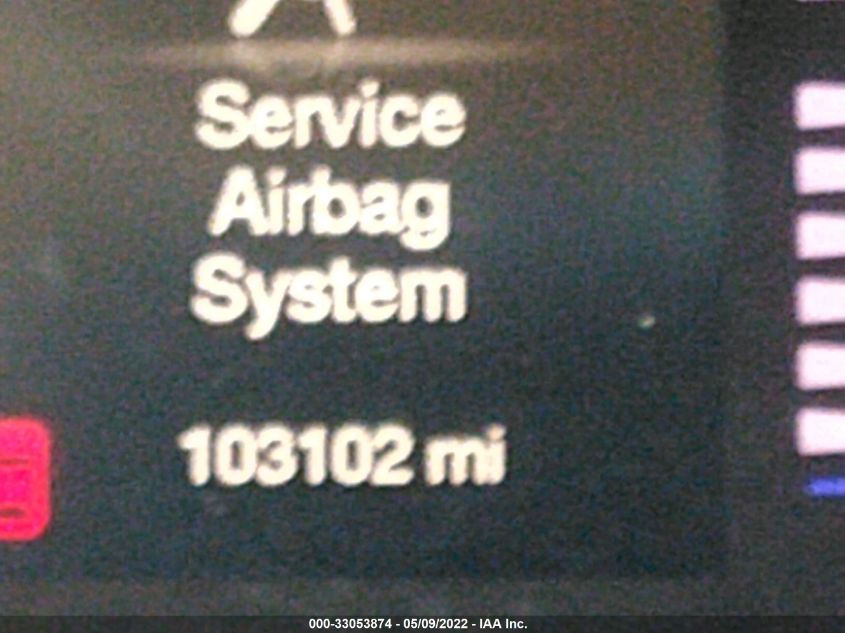 Service
Airbag
System
103102 mi
000-33053874 - 05/09/2022 - IAA Inc.